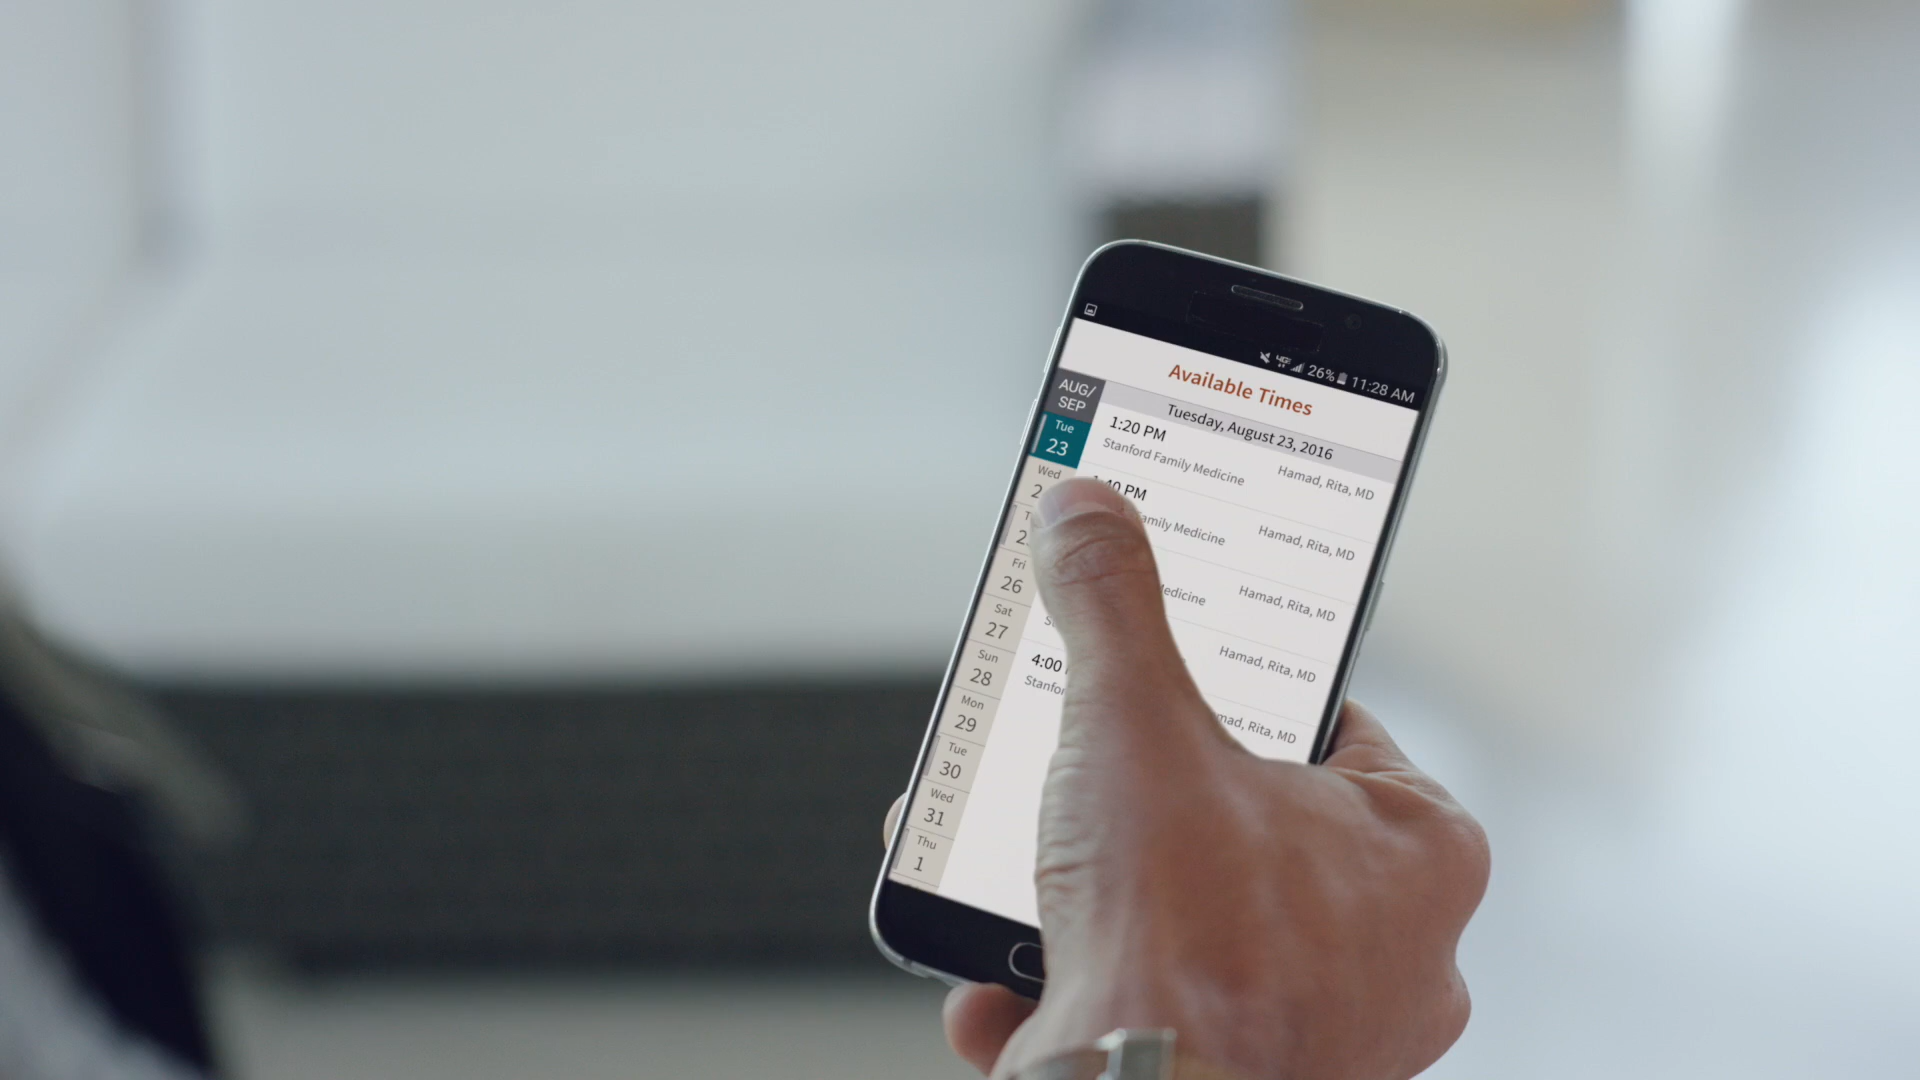 26% 11:28 AM
Available Times
AUG/
SEP
Tuesday, August 23, 2016
Tue
23
1:20 PM
Stanford Family Medicine
Hamad, Rita, MD
Wed
PM
Family Medicine
Hamad, Rita, MD
Fri
26
Medicine
Hamad, Rita, MD
Sat
27
Hamad, Rita, MD
Sun
28
4:00
Rita, MD
Mon
29
Tue
30
Wed
31
Thu
1